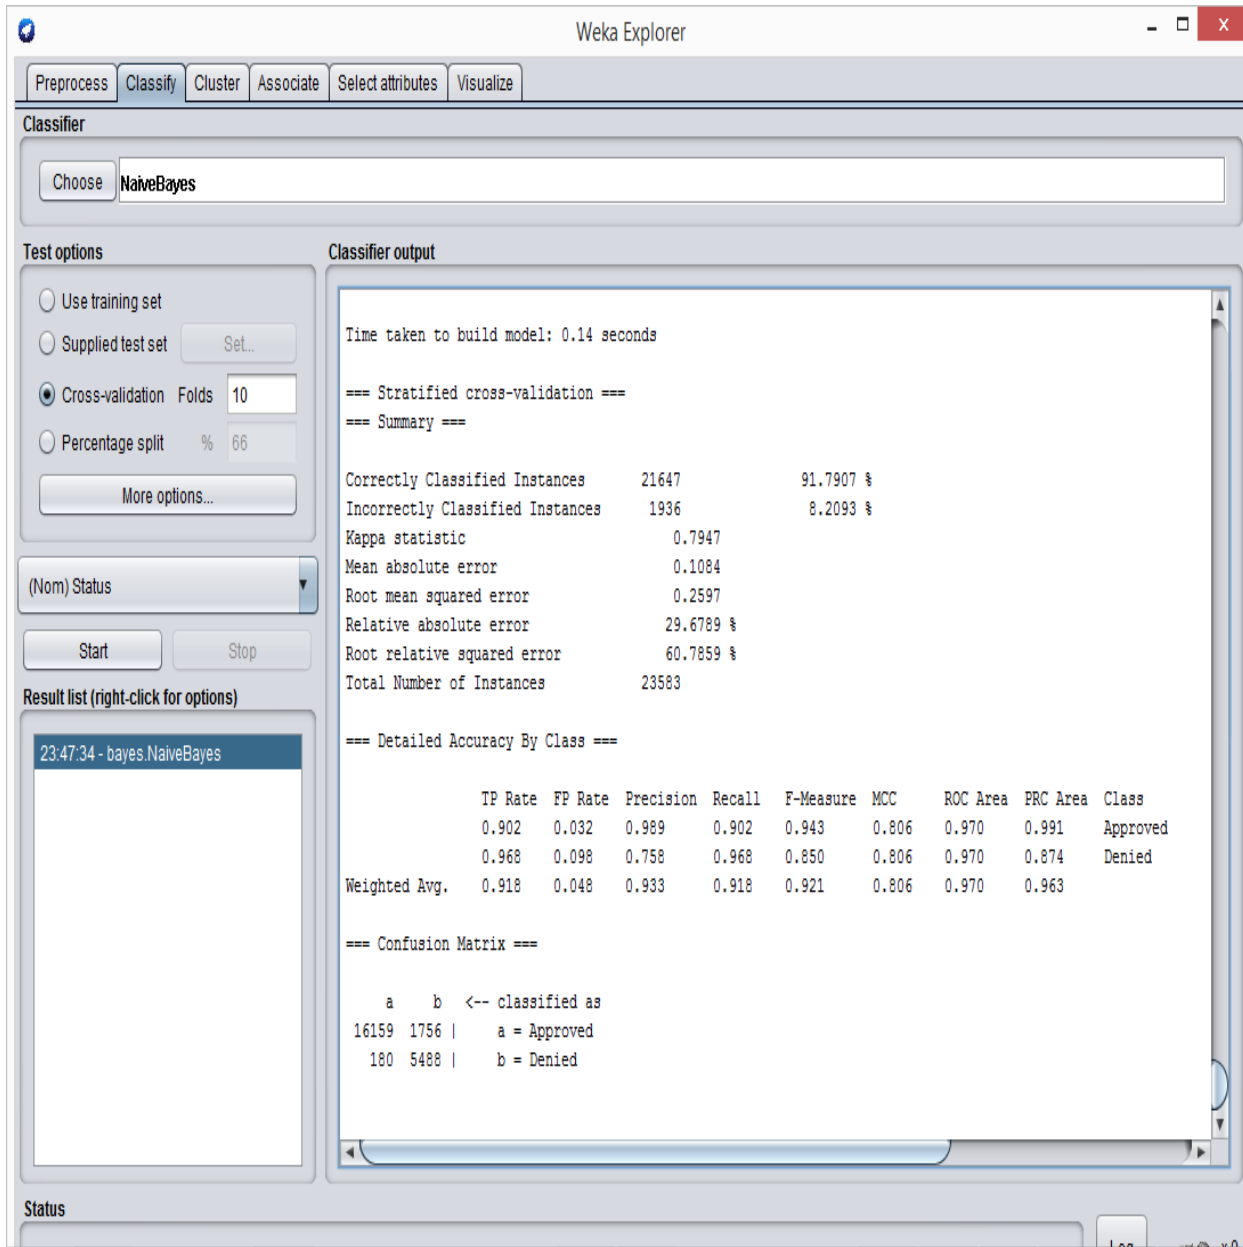 Weka Explorer
Preprocess Classify Cluster Associate Select attributes Visualize
Classifier
Choose NaiveBayes
Test options
Use training set
Supplied test set Set...
Cross-validation Folds 10
Percentage split % 66
More options...
(Nom) Status
Start Stop
Result list (right-click for options)
23:47:34 - bayes.NaiveBayes
Classifier output
Time taken to build model: 0.14 seconds
=== Stratified cross-validation ===
=== Summary ===
Correctly Classified Instances 21647 91.7907 %
Incorrectly Classified Instances 1936 8.2093 %
Kappa statistic 0.7947
Mean absolute error 0.1084
Root mean squared error 0.2597
Relative absolute error 29.6789 %
Root relative squared error 60.7859 %
Total Number of Instances 23583
=== Detailed Accuracy By Class ===
TP Rate FP Rate Precision Recall F-Measure MCC ROC Area PRC Area Class
0.902 0.032 0.989 0.902 0.943 0.806 0.970 0.991 Approved
0.968 0.098 0.758 0.968 0.850 0.806 0.970 0.874 Denied
Weighted Avg. 0.918 0.048 0.933 0.918 0.921 0.806 0.970 0.963
=== Confusion Matrix ===
a b <-- classified as
16159 1756 | a = Approved
180 5488 | b = Denied
Status